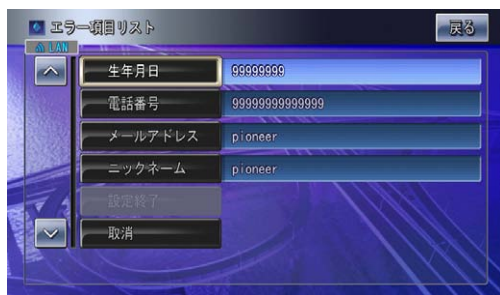 エラー項目リスト
戻る
LAN
生年月日 99999999
電話番号 99999999999999
メールアドレス pioneer
ニックネーム pioneer
設定終了
取消